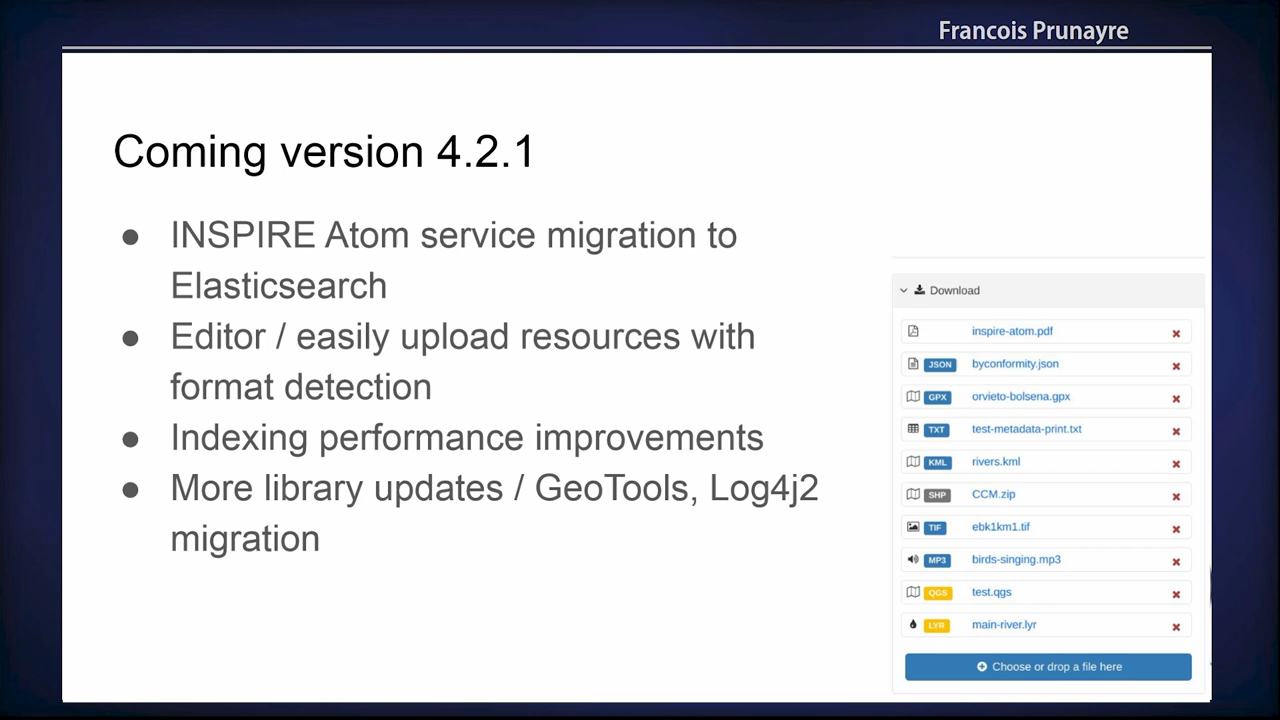 Francois Prunayre
Coming version 4.2.1
● INSPIRE Atom service migration to
Elasticsearch
● Editor / easily upload resources with
format detection
● Indexing performance improvements
● More library updates / GeoTools, Log4j2
migration
Download
inspire-atom.pdf
JSON byconformity.json
GPX orvieto-bolsena.gpx
TXT test-metadata-print.txt
KML rivers.kml
SHP CCM.zip
TIF ebk1km1.tif
MP3 birds-singing.mp3
QGS test.qgs
LYR main-river.lyr
Choose or drop a file here